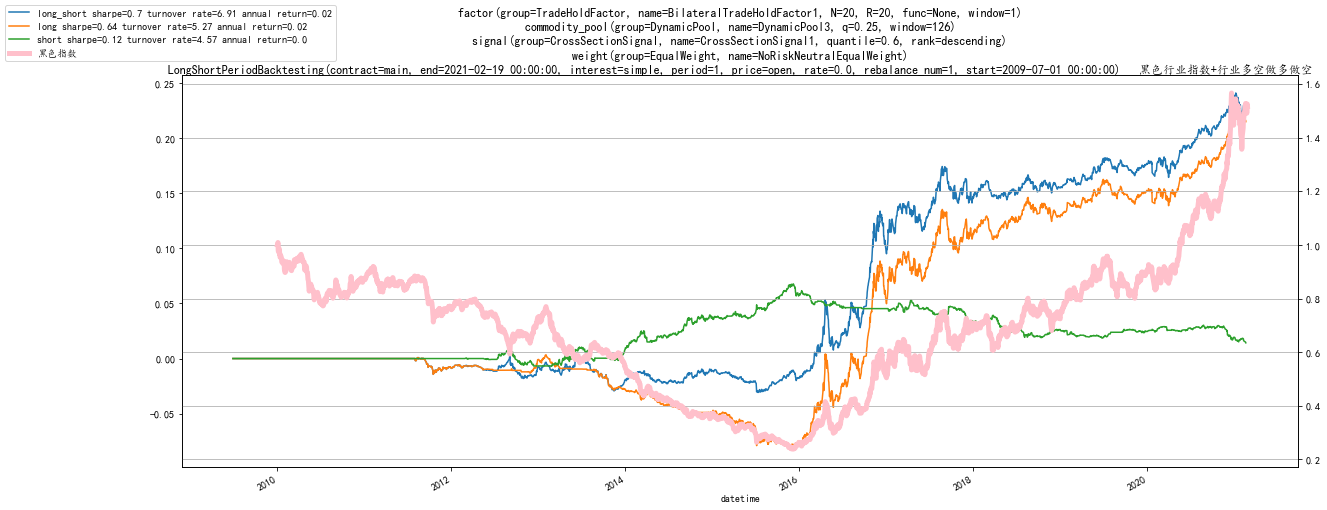 long_short sharpe=0.7 turnover rate=6.91 annual return=0.02
long sharpe=0.64 turnover rate=5.27 annual return=0.02
short sharpe=0.12 turnover rate=4.57 annual return=0.0
黑色指数
factor(group=TradeHoldFactor, name=BilateralTradeHoldFactor1, N=20, R=20, func=None, window=1)
commodity_pool(group=DynamicPool, name=DynamicPool3, q=0.25, window=126)
signal(group=CrossSectionSignal, name=CrossSectionSignal1, quantile=0.6, rank=descending)
weight(group=EqualWeight, name=NoRiskNeutralEqualWeight)
LongShortPeriodBacktesting(contract=main, end=2021-02-19 00:00:00, interest=simple, period=1, price=open, rate=0.0, rebalance_num=1, start=2009-07-01 00:00:00) 黑色行业指数+行业多空做多做空
0.25
0.20
0.15
0.10
0.05
0.00
-0.05
1.6
1.4
1.2
1.0
0.8
0.6
0.4
0.2
2010
2012
2014
2016
2018
2020
datetime